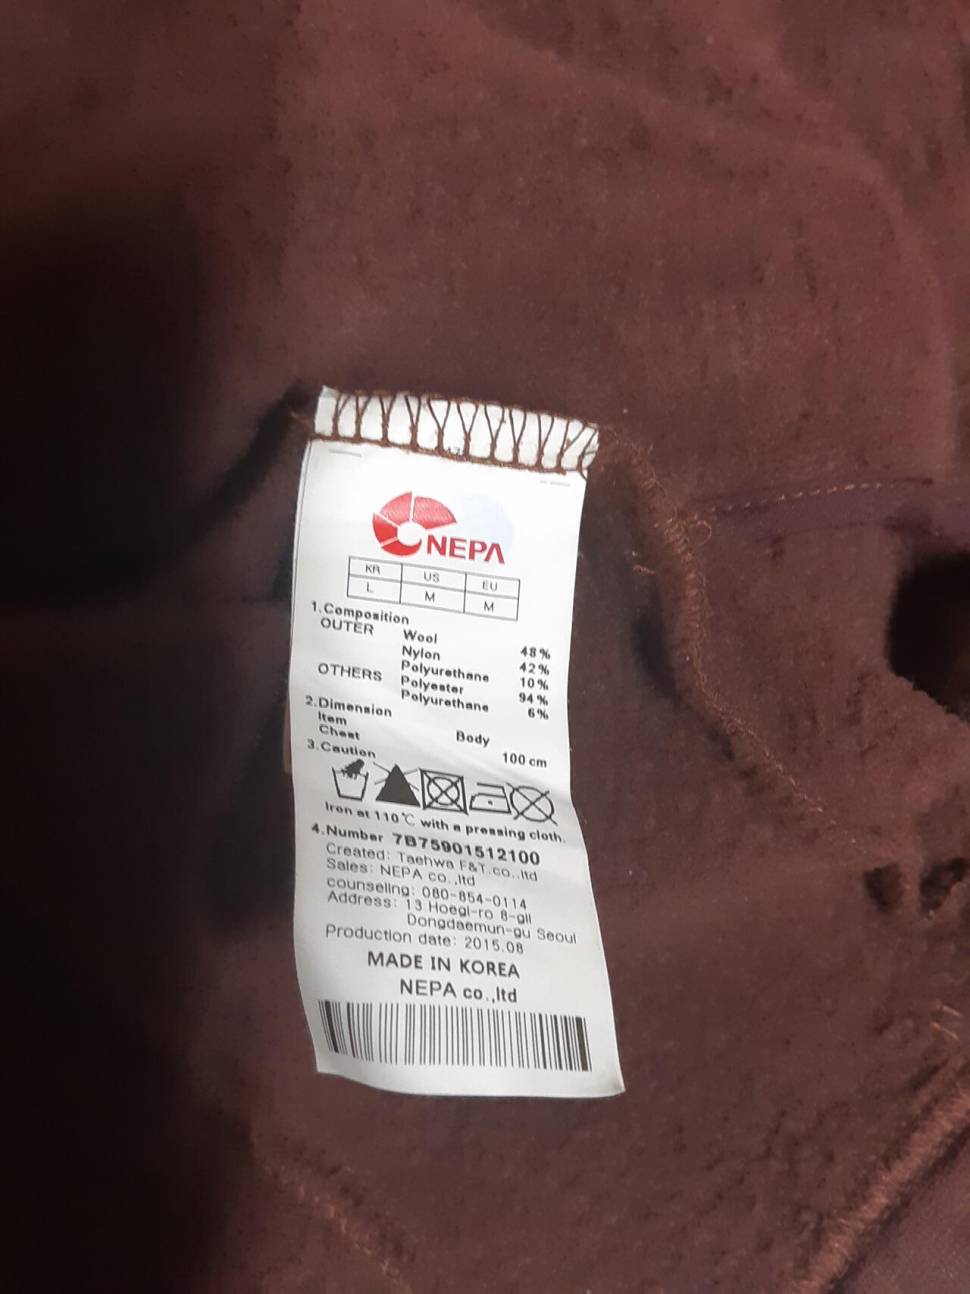 NEPA
KR US EU
L M M
1.Composition
OUTER Wool 48%
Nylon 42%
Polyurethane 10%
OTHERS Polyester 94%
Polyurethane 6%
2.Dimension
Item Body
Chest 100 cm
3.Caution
Iron at 110℃ with a pressing cloth.
4.Number 7B75901512100
Created: Taehwa F&T.co.,ltd
Sales: NEPA co.,ltd
counseling: 080-854-0114
Address: 13 Hoegi-ro 8-gil
Dongdaemun-gu Seoul
Production date: 2015.08
MADE IN KOREA
NEPA co.,ltd